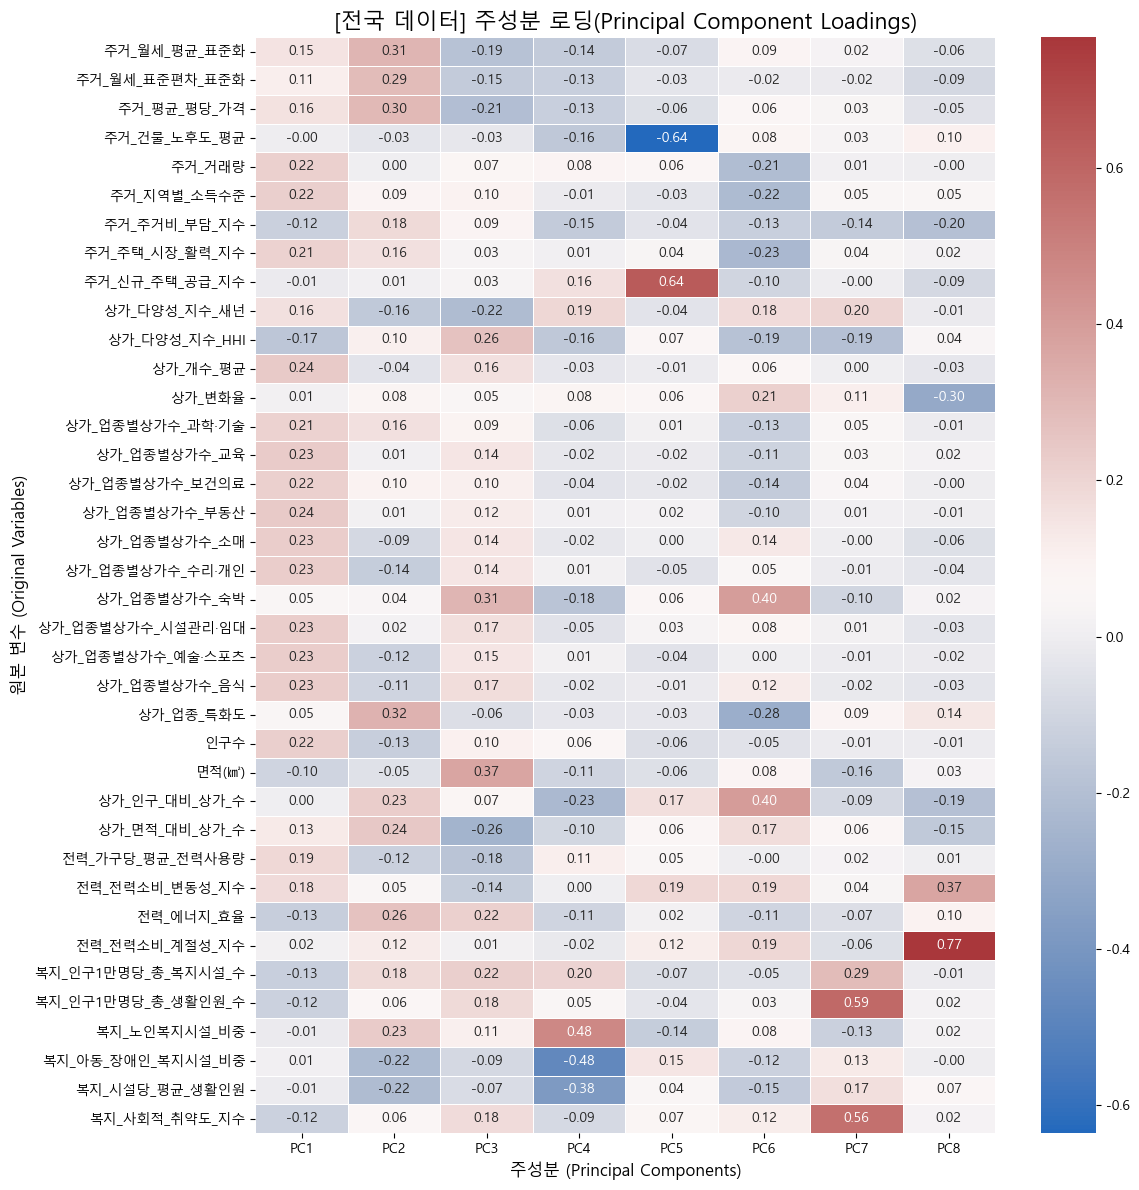 [전국 데이터] 주성분 로딩(Principal Component Loadings)
원본 변수 (Original Variables)
주거_월세_평균_표준화 0.15 0.31 -0.19 -0.14 -0.07 0.09 0.02 -0.06
주거_월세_표준편차_표준화 0.11 0.29 -0.15 -0.13 -0.03 -0.02 -0.02 -0.09
주거_평균_평당_가격 0.16 0.30 -0.21 -0.13 -0.06 0.06 0.03 -0.05
주거_건물_노후도_평균 -0.00 -0.03 -0.03 -0.16 -0.64 0.08 0.03 0.10
주거_거래량 0.22 0.00 0.07 0.08 0.06 -0.21 0.01 -0.00
주거_지역별_소득수준 0.22 0.09 0.10 -0.01 -0.03 -0.22 0.05 0.05
주거_주거비_부담_지수 -0.12 0.18 0.09 -0.15 -0.04 -0.13 -0.14 -0.20
주거_주택_시장_활력_지수 0.21 0.16 0.03 0.01 0.04 -0.23 0.04 0.02
주거_신규_주택_공급_지수 -0.01 0.01 0.03 0.16 0.64 -0.10 -0.00 -0.09
상가_다양성_지수_섀넌 0.16 -0.16 -0.22 0.19 -0.04 0.18 0.20 -0.01
상가_다양성_지수_HHI -0.17 0.10 0.26 -0.16 0.07 -0.19 -0.19 0.04
상가_개수_평균 0.24 -0.04 0.16 -0.03 -0.01 0.06 0.00 -0.03
상가_변화율 0.01 0.08 0.05 0.08 0.06 0.21 0.11 -0.30
상가_업종별상가수_과학·기술 0.21 0.16 0.09 -0.06 0.01 -0.13 0.05 -0.01
상가_업종별상가수_교육 0.23 0.01 0.14 -0.02 -0.02 -0.11 0.03 0.02
상가_업종별상가수_보건의료 0.22 0.10 0.10 -0.04 -0.02 -0.14 0.04 -0.00
상가_업종별상가수_부동산 0.24 0.01 0.12 0.01 0.02 -0.10 0.01 -0.01
상가_업종별상가수_소매 0.23 -0.09 0.14 -0.02 0.00 0.14 -0.00 -0.06
상가_업종별상가수_수리·개인 0.23 -0.14 0.14 0.01 -0.05 0.05 -0.01 -0.04
상가_업종별상가수_숙박 0.05 0.04 0.31 -0.18 0.06 0.40 -0.10 0.02
상가_업종별상가수_시설관리·임대 0.23 0.02 0.17 -0.05 0.03 0.08 0.01 -0.03
상가_업종별상가수_예술·스포츠 0.23 -0.12 0.15 0.01 -0.04 0.00 -0.01 -0.02
상가_업종별상가수_음식 0.23 -0.11 0.17 -0.02 -0.01 0.12 -0.02 -0.03
상가_업종_특화도 0.05 0.32 -0.06 -0.03 -0.03 -0.28 0.09 0.14
인구수 0.22 -0.13 0.10 0.06 -0.06 -0.05 -0.01 -0.01
면적(㎢) -0.10 -0.05 0.37 -0.11 -0.06 0.08 -0.16 0.03
상가_인구_대비_상가_수 0.00 0.23 0.07 -0.23 0.17 0.40 -0.09 -0.19
상가_면적_대비_상가_수 0.13 0.24 -0.26 -0.10 0.06 0.17 0.06 -0.15
전력_가구당_평균_전력사용량 0.19 -0.12 -0.18 0.11 0.05 -0.00 0.02 0.01
전력_전력소비_변동성_지수 0.18 0.05 -0.14 0.00 0.19 0.19 0.04 0.37
전력_에너지_효율 -0.13 0.26 0.22 -0.11 0.02 -0.11 -0.07 0.10
전력_전력소비_계절성_지수 0.02 0.12 0.01 -0.02 0.12 0.19 -0.06 0.77
복지_인구1만명당_총_복지시설_수 -0.13 0.18 0.22 0.20 -0.07 -0.05 0.29 -0.01
복지_인구1만명당_총_생활인원_수 -0.12 0.06 0.18 0.05 -0.04 0.03 0.59 0.02
복지_노인복지시설_비중 -0.01 0.23 0.11 0.48 -0.14 0.08 -0.13 0.02
복지_아동_장애인_복지시설_비중 0.01 -0.22 -0.09 -0.48 0.15 -0.12 0.13 -0.00
복지_시설당_평균_생활인원 -0.01 -0.22 -0.07 -0.38 0.04 -0.15 0.17 0.07
복지_사회적_취약도_지수 -0.12 0.06 0.18 -0.09 0.07 0.12 0.56 0.02
PC1 PC2 PC3 PC4 PC5 PC6 PC7 PC8
주성분 (Principal Components)
0.6
0.4
0.2
0.0
-0.2
-0.4
-0.6